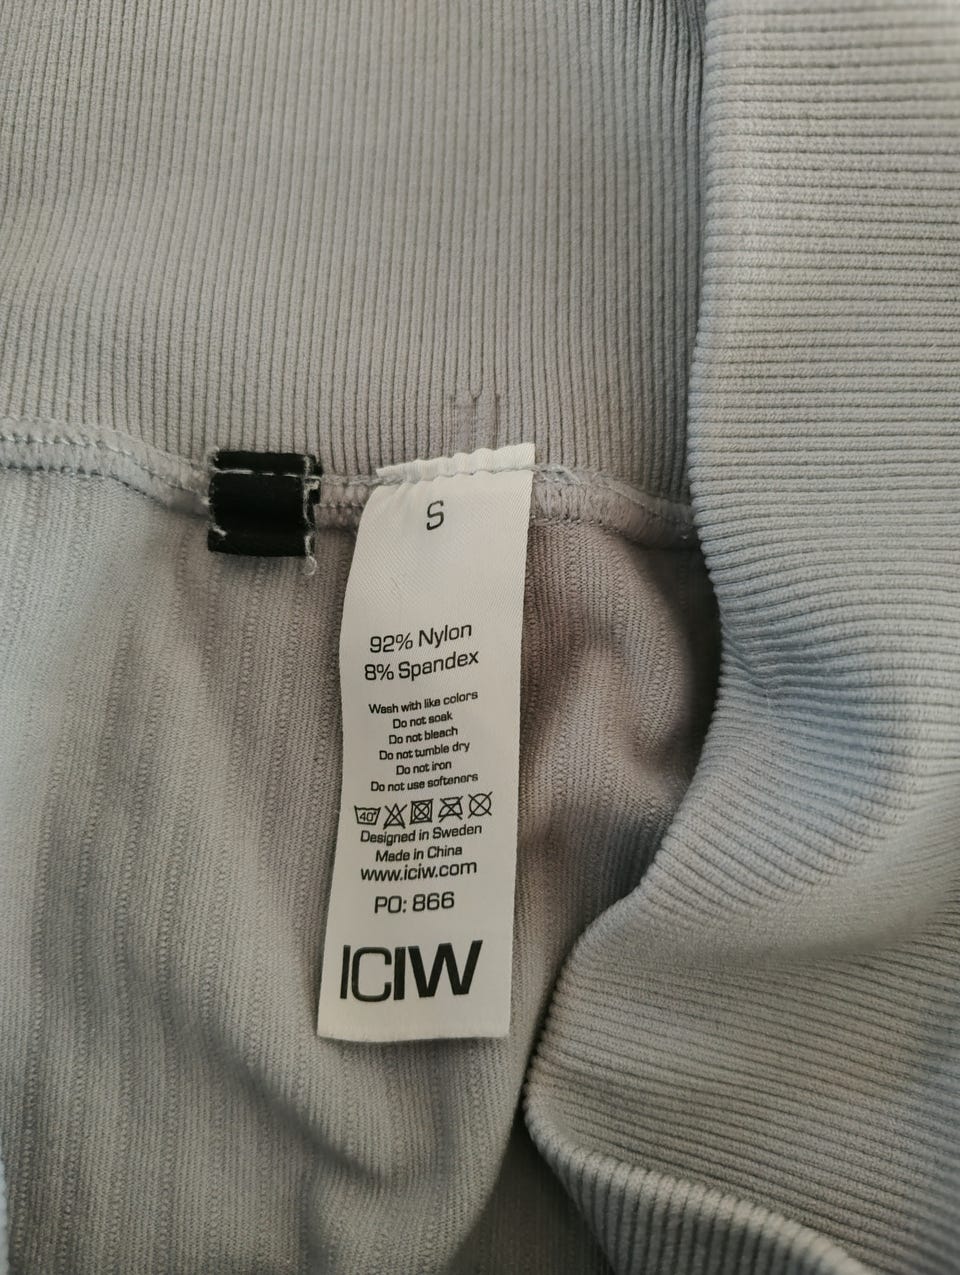 S
92% Nylon
8% Spandex
Wash with like colors
Do not soak
Do not bleach
Do not tumble dry
Do not iron
Do not use softeners
40°
Designed in Sweden
Made in China
www.iciw.com
PO: 866
ICIW